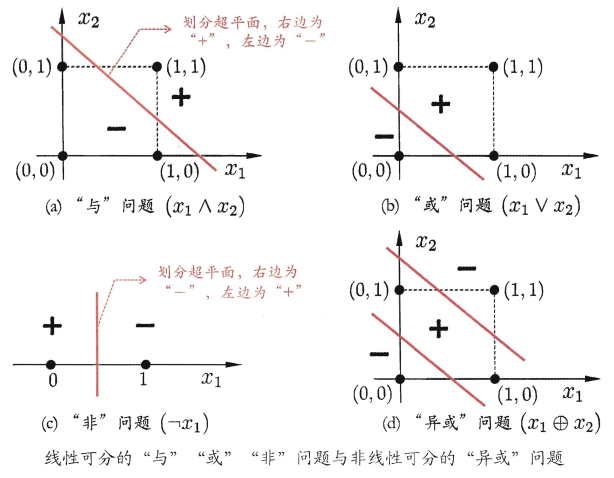 x₂
划分超平面，右边为
“+”，左边为“−”
(0, 1)
(1, 1)
+
−
(0, 0)
(1, 0)
x₁
(a) “与” 问题 (x₁ ∧ x₂)
x₂
(0, 1)
(1, 1)
+
−
(0, 0)
(1, 0)
x₁
(b) “或” 问题 (x₁ ∨ x₂)
划分超平面，右边为
“−”，左边为“+”
+
−
0
1
x₁
(c) “非” 问题 (¬x₁)
x₂
−
(0, 1)
(1, 1)
+
−
(0, 0)
(1, 0)
x₁
(d) “异或” 问题 (x₁ ⊕ x₂)
线性可分的“与” “或” “非” 问题与非线性可分的“异或” 问题